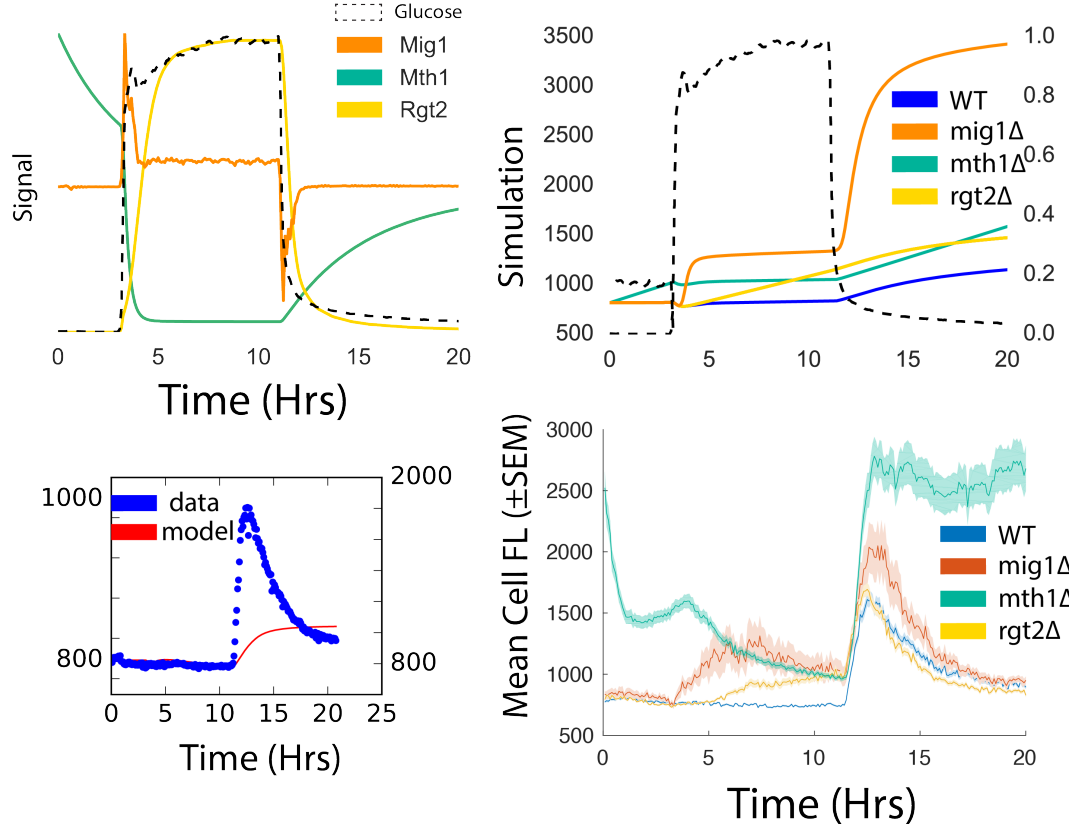 Glucose
Mig1
Mth1
Rgt2
Signal
0
5
10
15
20
Time (Hrs)
3500
3000
2500
2000
1500
1000
500
Simulation
1.0
0.8
0.6
0.4
0.2
0.0
WT
mig1Δ
mth1Δ
rgt2Δ
0
5
10
15
20
1000
800
2000
800
data
model
0
5
10
15
20
25
Time (Hrs)
Mean Cell FL (±SEM)
3000
2500
2000
1500
1000
500
WT
mig1Δ
mth1Δ
rgt2Δ
0
5
10
15
20
Time (Hrs)